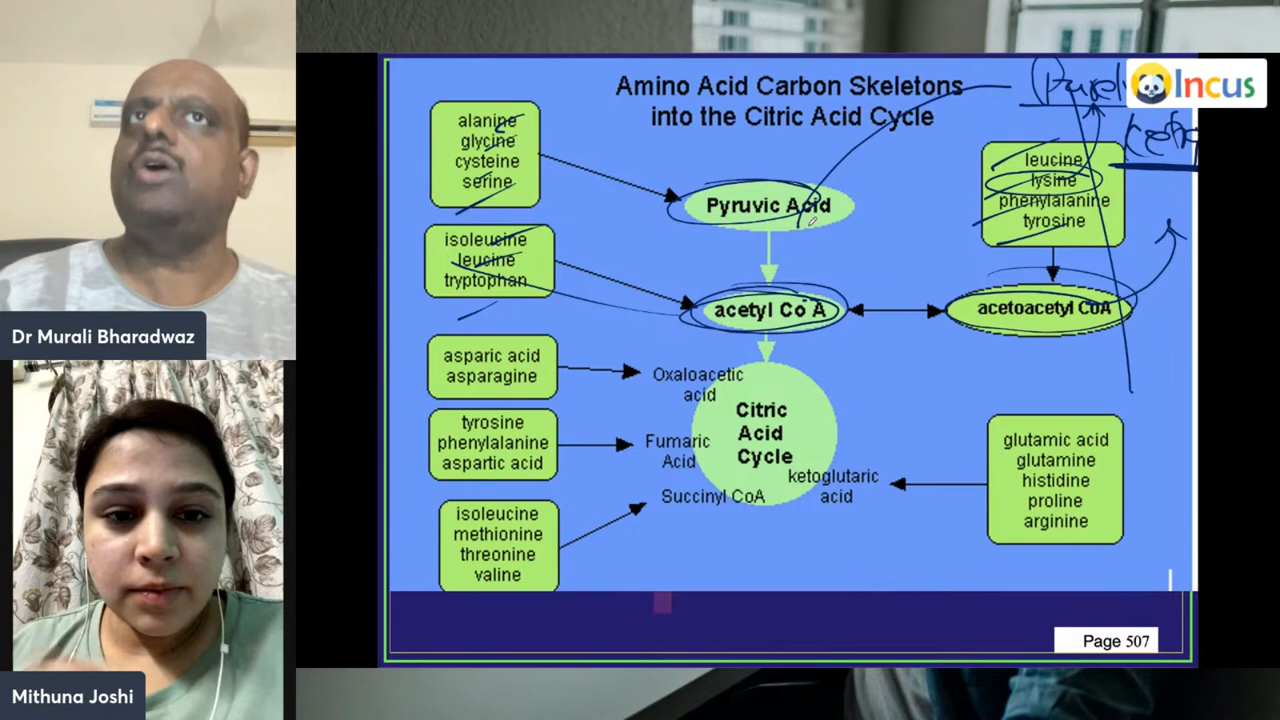 Amino Acid Carbon Skeletons
into the Citric Acid Cycle
Incus
alanine
glycine
cysteine
serine
Pyruvic Acid
leucine
lysine
phenylalanine
tyrosine
isoleucine
leucine
tryptophan
acetyl Co A
acetoacetyl CoA
asparic acid
asparagine
Oxaloacetic
acid
Citric
Acid
Cycle
tyrosine
phenylalanine
aspartic acid
Fumaric
Acid
ketoglutaric
acid
glutamic acid
glutamine
histidine
proline
arginine
isoleucine
methionine
threonine
valine
Succinyl CoA
Page 507
Dr Murali Bharadwaz
Mithuna Joshi